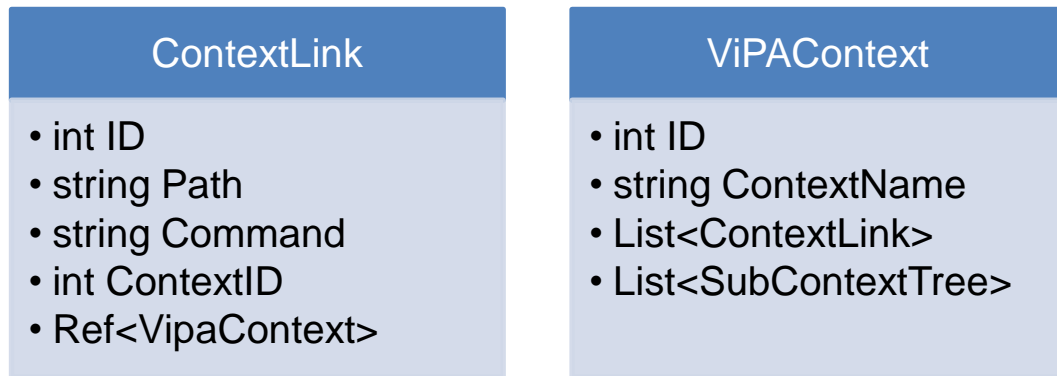 ContextLink
• int ID
• string Path
• string Command
• int ContextID
• Ref<VipaContext>
ViPAContext
• int ID
• string ContextName
• List<ContextLink>
• List<SubContextTree>